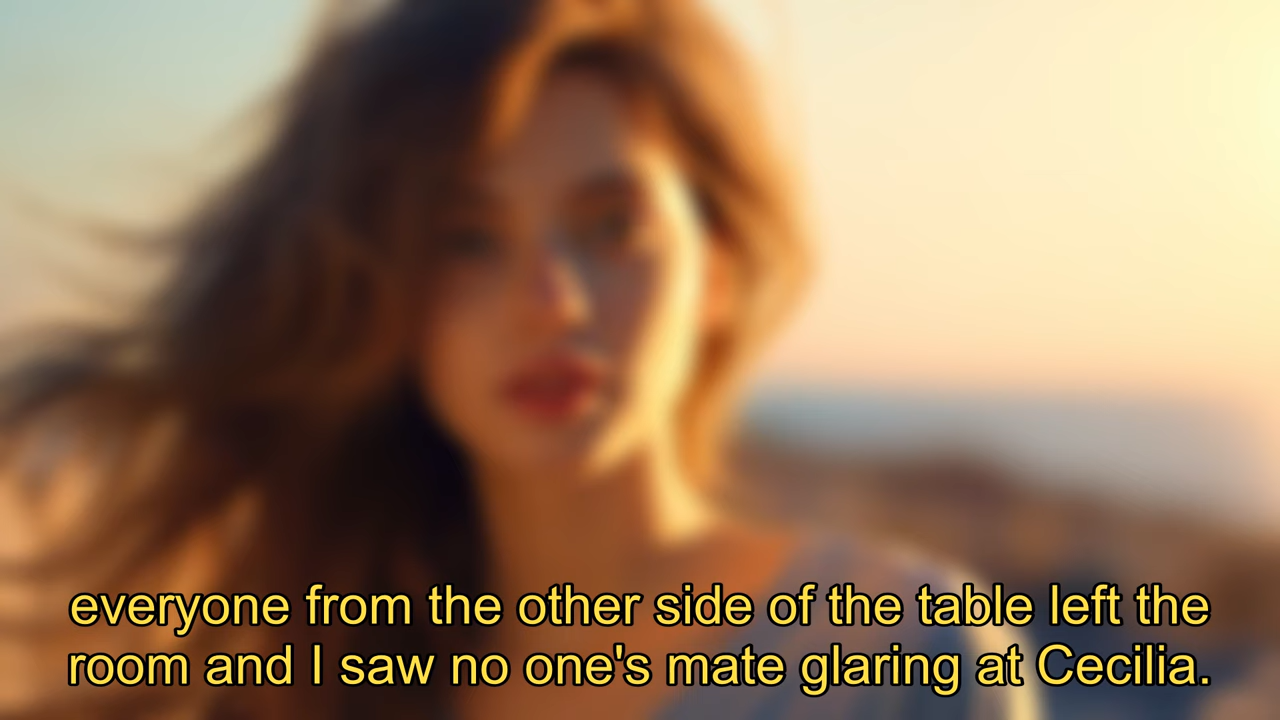 everyone from the other side of the table left the
room and I saw no one's mate glaring at Cecilia.